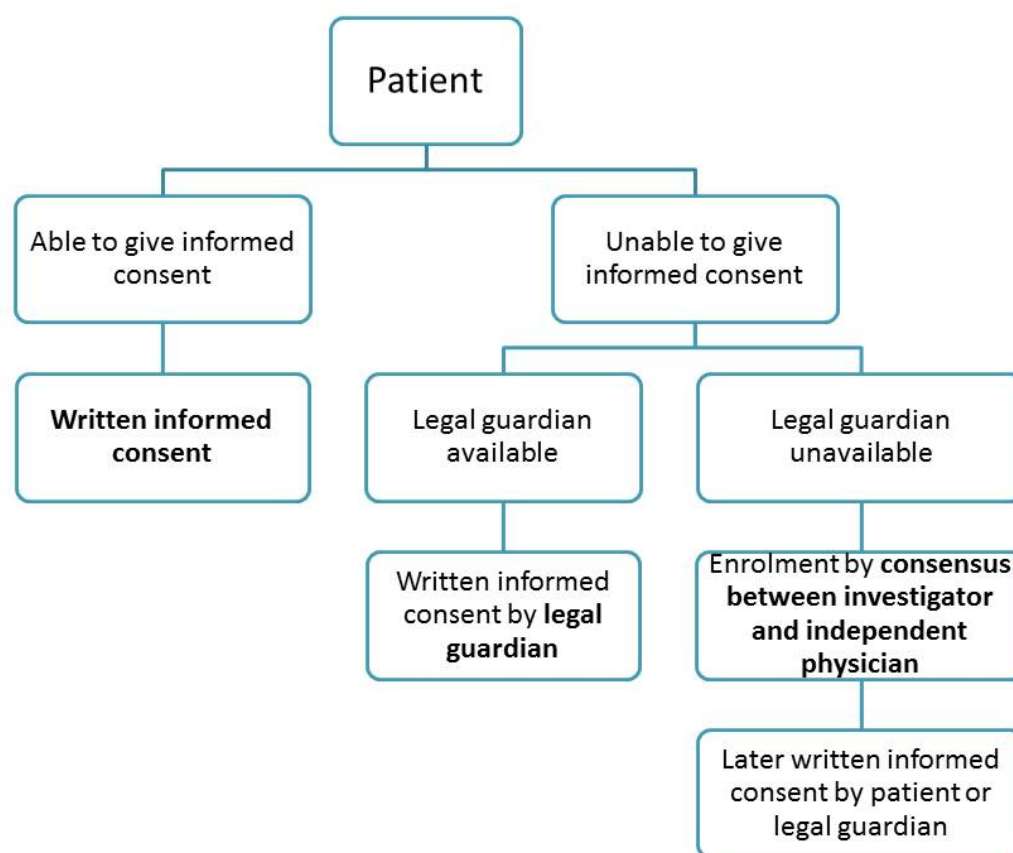 Patient
Able to give informed
consent
Unable to give
informed consent
Written informed
consent
Legal guardian
available
Legal guardian
unavailable
Written informed
consent by legal
guardian
Enrolment by consensus
between investigator
and independent
physician
Later written informed
consent by patient or
legal guardian